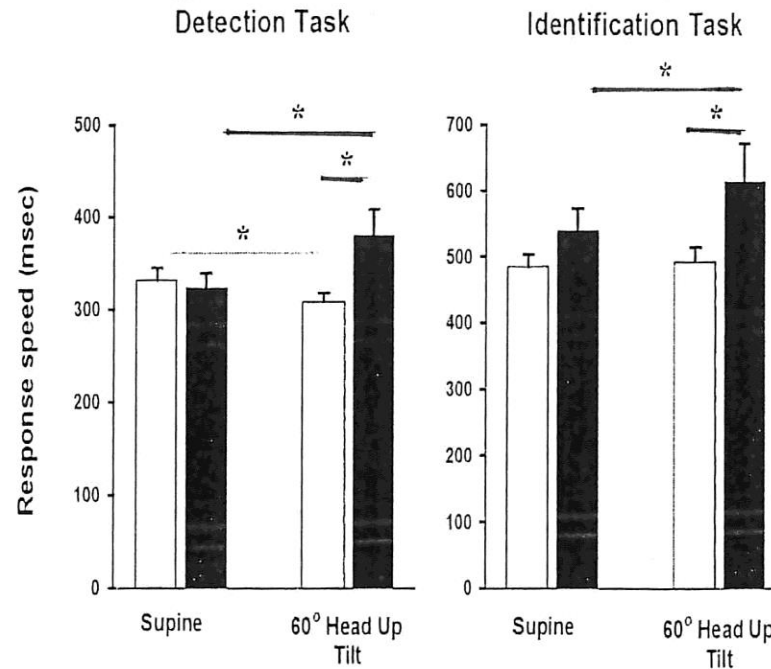 Detection Task
Identification Task
Response speed (msec)
500
400
300
200
100
0
*
*
*
Supine
60° Head Up
Tilt
700
600
500
400
300
200
100
0
*
*
Supine
60° Head Up
Tilt